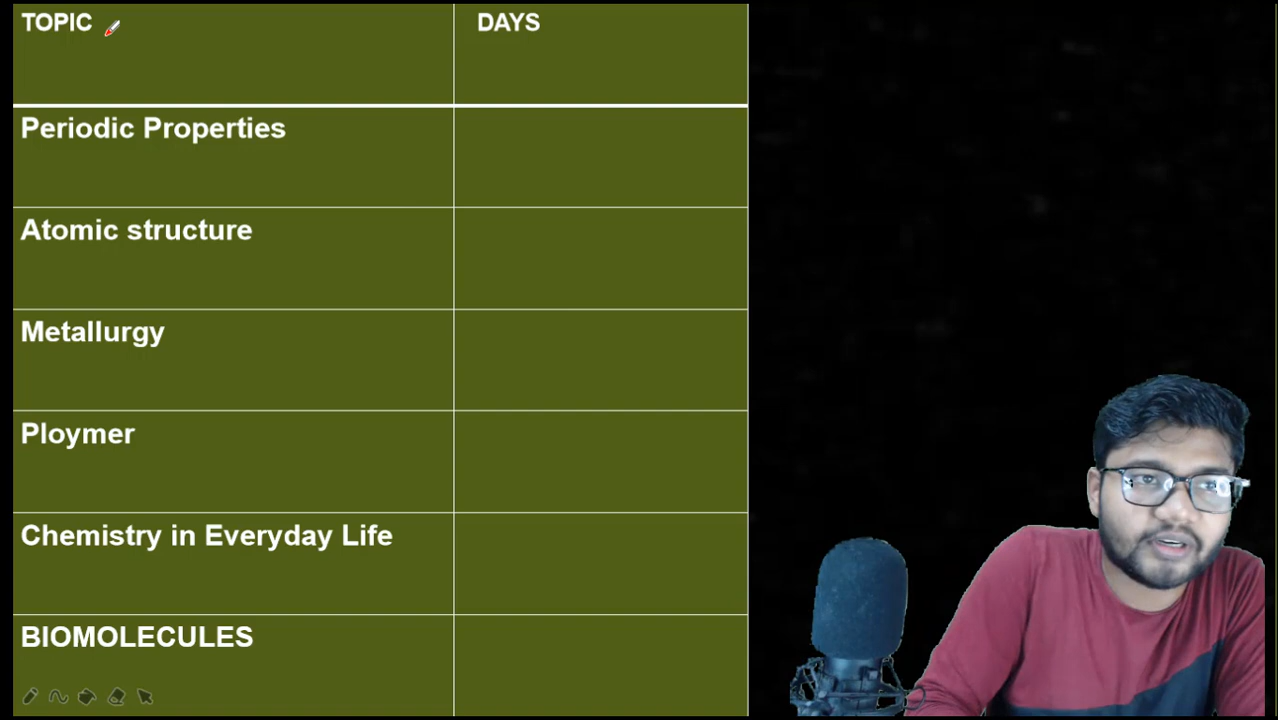 TOPIC
DAYS
Periodic Properties
Atomic structure
Metallurgy
Ploymer
Chemistry in Everyday Life
BIOMOLECULES